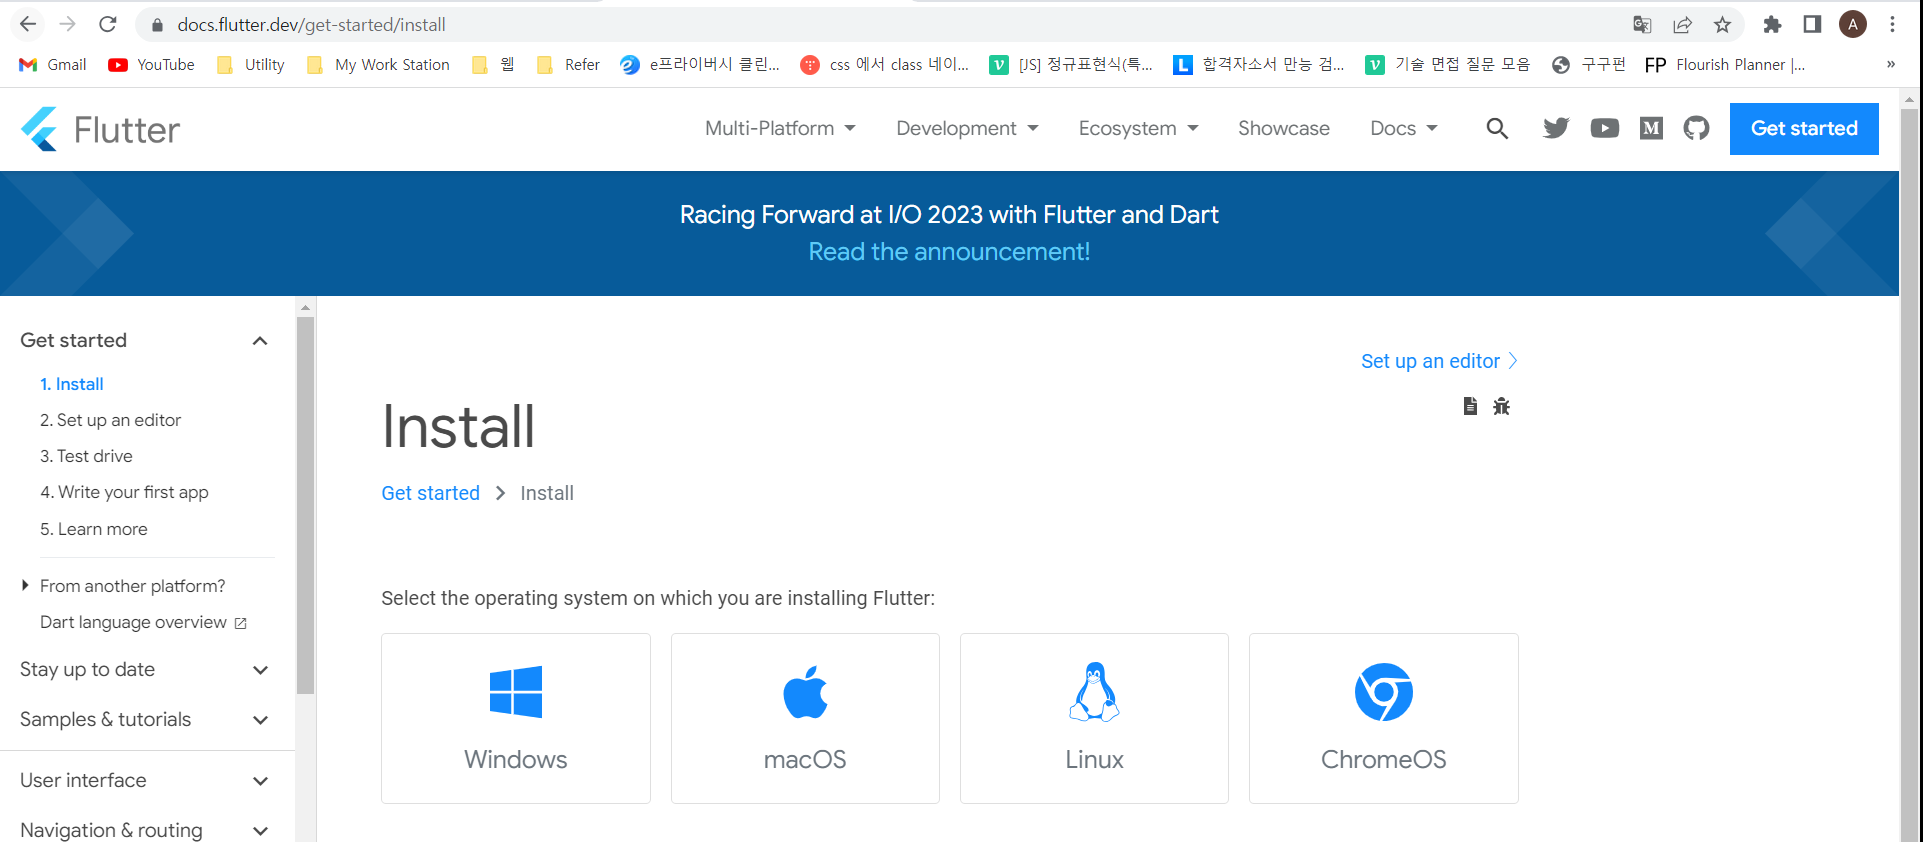 docs.flutter.dev/get-started/install
A
Gmail YouTube Utility My Work Station 웹 Refer e프라이버시 클린... css 에서 class 네이... [JS] 정규표현식(특... 합격자소서 만능 검... 기술 면접 질문 모음 구구펀 FP Flourish Planner |... »
Flutter Multi-Platform Development Ecosystem Showcase Docs Get started
Racing Forward at I/O 2023 with Flutter and Dart
Read the announcement!
Get started
1. Install
2. Set up an editor
3. Test drive
4. Write your first app
5. Learn more
From another platform?
Dart language overview
Stay up to date
Samples & tutorials
User interface
Navigation & routing
Set up an editor
Install
Get started Install
Select the operating system on which you are installing Flutter:
Windows macOS Linux ChromeOS